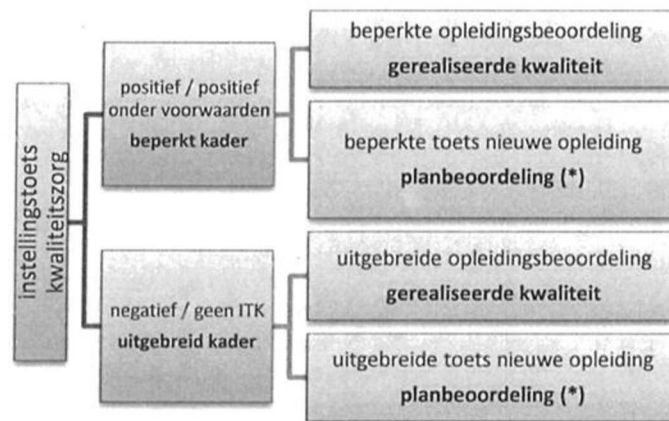 instellingstoets
kwaliteitszorg
positief / positief
onder voorwaarden
beperkt kader
beperkte opleidingsbeoordeling
gerealiseerde kwaliteit
beperkte toets nieuwe opleiding
planbeoordeling (*)
negatief / geen ITK
uitgebreid kader
uitgebreide opleidingsbeoordeling
gerealiseerde kwaliteit
uitgebreide toets nieuwe opleiding
planbeoordeling (*)